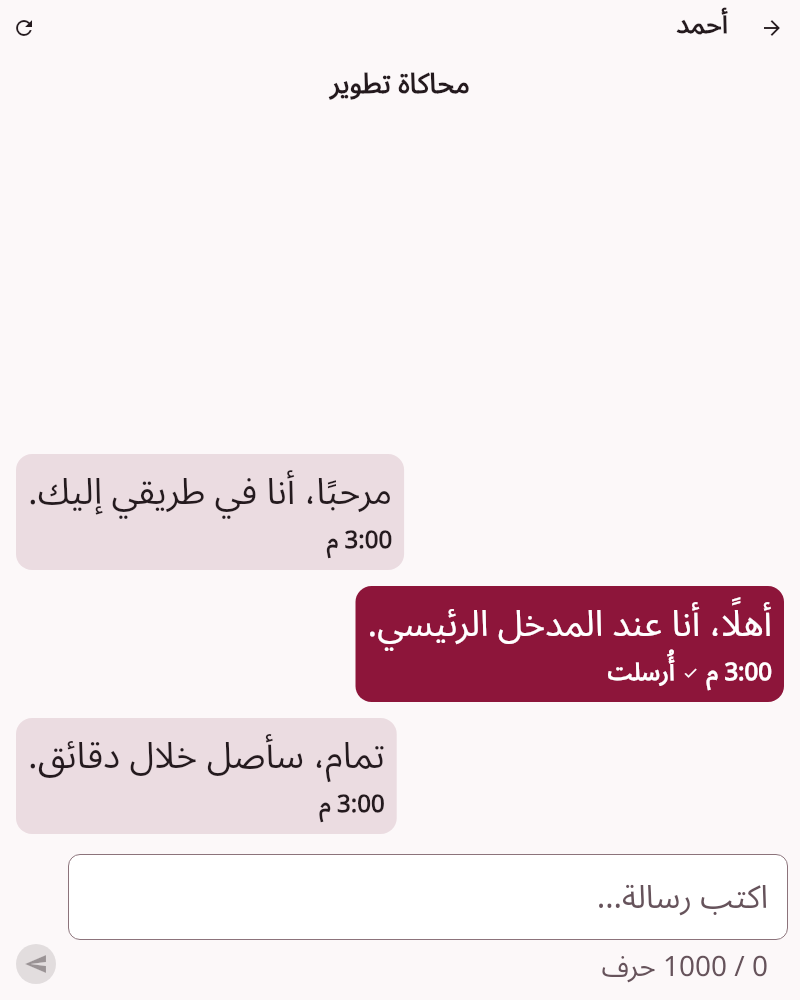 أحمد
محاكاة تطوير
مرحبًا، أنا في طريقي إليك.
3:00 م
أهلًا، أنا عند المدخل الرئيسي.
3:00 م ✓ أُرسلت
تمام، سأصل خلال دقائق.
3:00 م
اكتب رسالة...
0 / 1000 حرف